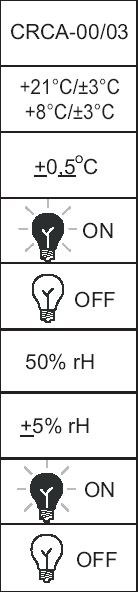 CRCA-00/03
+21°C/±3°C
+8°C/±3°C
±0.5°C
ON
OFF
50% rH
±5% rH
ON
OFF